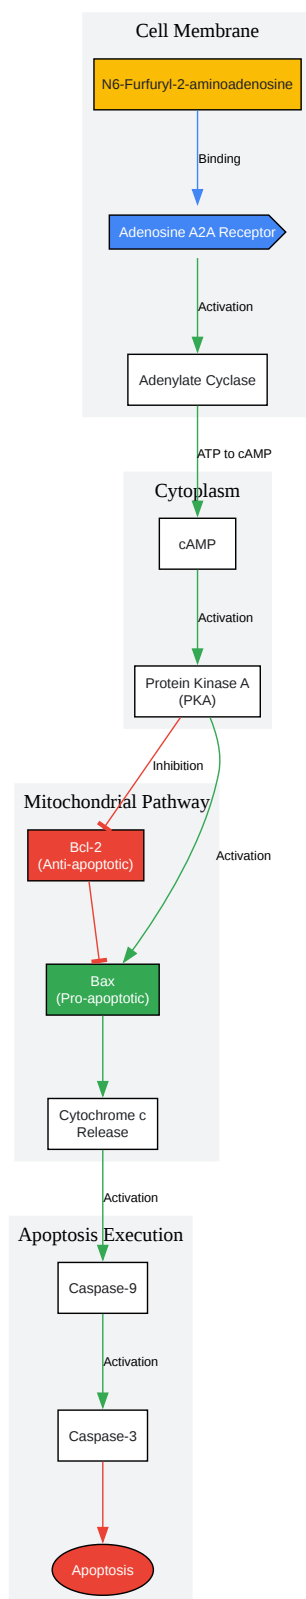 Cell Membrane
N6-Furfuryl-2-aminoadenosine
Binding
Adenosine A2A Receptor
Activation
Adenylate Cyclase
ATP to cAMP
Cytoplasm
cAMP
Activation
Protein Kinase A
(PKA)
Inhibition
Mitochondrial Pathway
Bcl-2
(Anti-apoptotic)
Activation
Bax
(Pro-apoptotic)
Cytochrome c
Release
Activation
Apoptosis Execution
Caspase-9
Activation
Caspase-3
Apoptosis